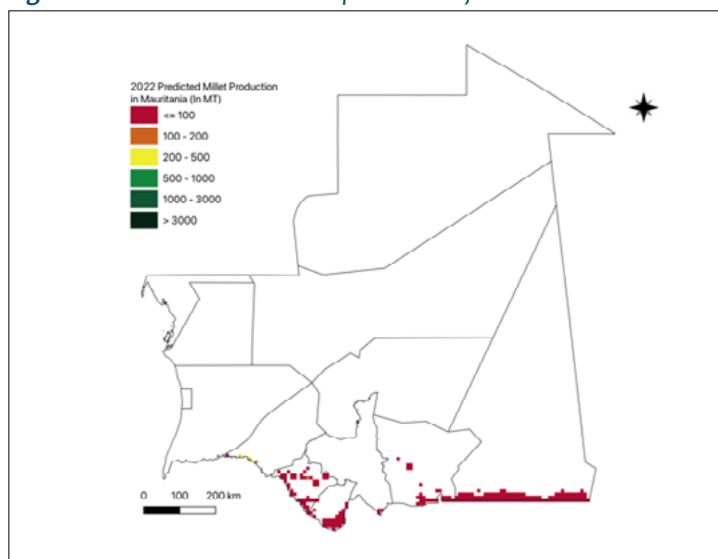 2022 Predicted Millet Production
in Mauritania (In MT)
<= 100
100 - 200
200 - 500
500 - 1000
1000 - 3000
> 3000
0 100 200 km